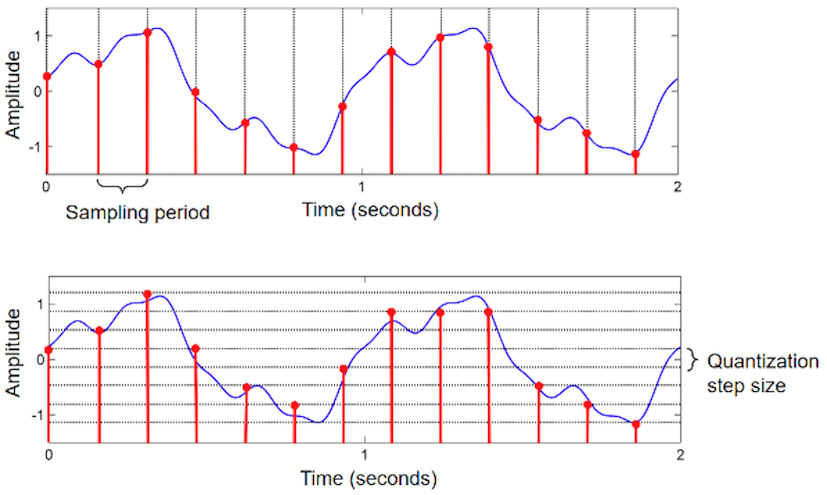 Amplitude
1
0
-1
0
1
2
Sampling period
Time (seconds)
Amplitude
1
0
-1
Quantization
step size
0
1
2
Time (seconds)